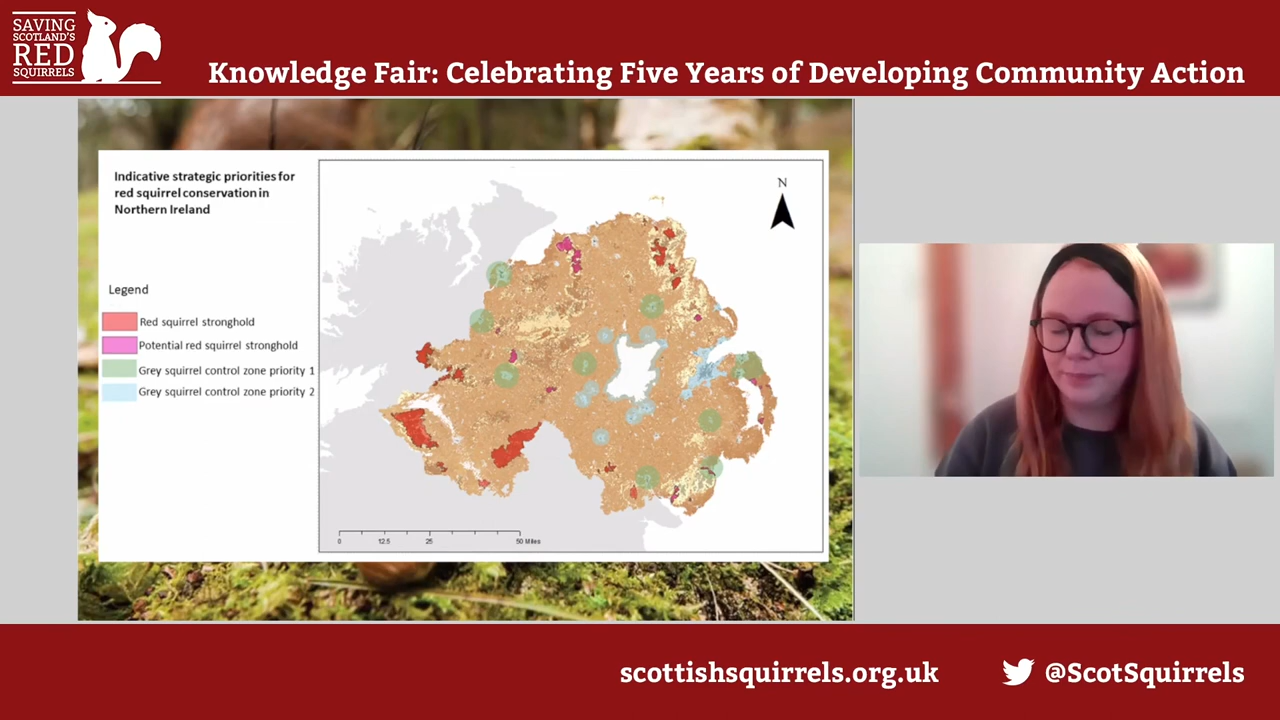 SAVING
SCOTLAND'S
RED
SQUIRRELS
Knowledge Fair: Celebrating Five Years of Developing Community Action
Indicative strategic priorities for
red squirrel conservation in
Northern Ireland
Legend
Red squirrel stronghold
Potential red squirrel stronghold
Grey squirrel control zone priority 1
Grey squirrel control zone priority 2
N
0 12.5 25 50 Miles
scottishsquirrels.org.uk
@ScotSquirrels